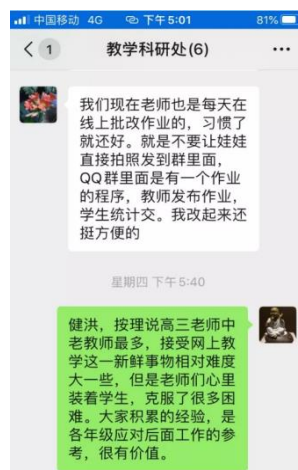 中国移动 4G 下午5:01 81%
1 教学科研处(6) •••
我们现在老师也是每天在
线上批改作业的，习惯了
就还好。就是不要让娃娃
直接拍照发到群里面，
QQ群里面是有一个作业
的程序，教师发布作业，
学生统计交。我改起来还
挺方便的
星期四 下午5:40
健洪，按理说高三老师中
老教师最多，接受网上教
学这一新鲜事物相对难度
大一些，但是老师们心里
装着学生，克服了很多困
难。大家积累的经验，是
各年级应对后面工作的参
考，很有价值。